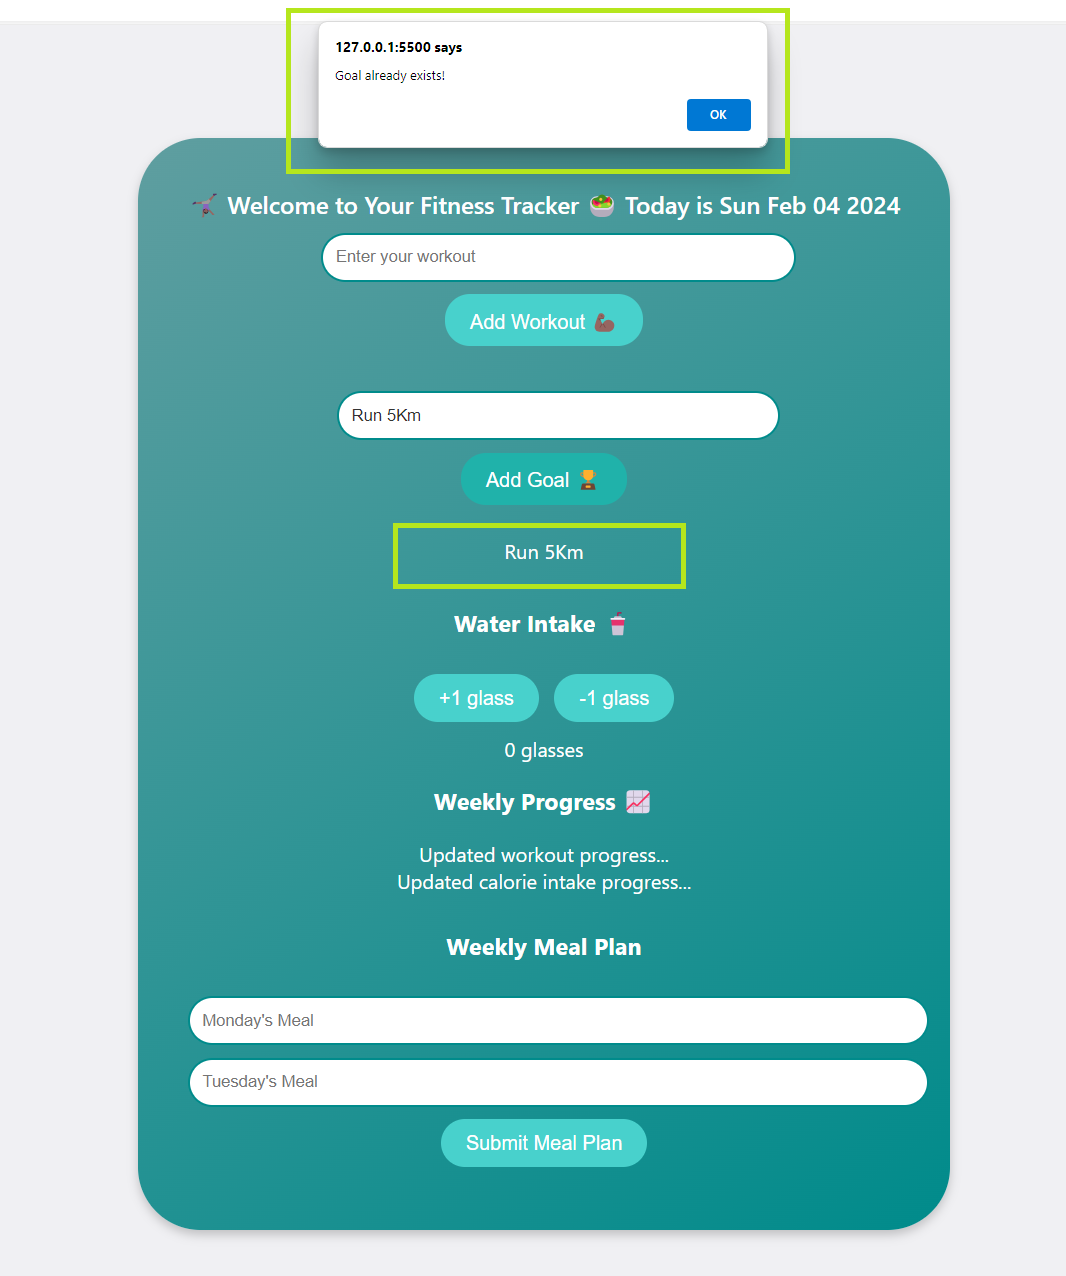 127.0.0.1:5500 says
Goal already exists!
OK
Welcome to Your Fitness Tracker 🥗 Today is Sun Feb 04 2024
Enter your workout
Add Workout
Run 5Km
Add Goal 🏆
Run 5Km
Water Intake 🥤
+1 glass -1 glass
0 glasses
Weekly Progress 📈
Updated workout progress...
Updated calorie intake progress...
Weekly Meal Plan
Monday's Meal
Tuesday's Meal
Submit Meal Plan